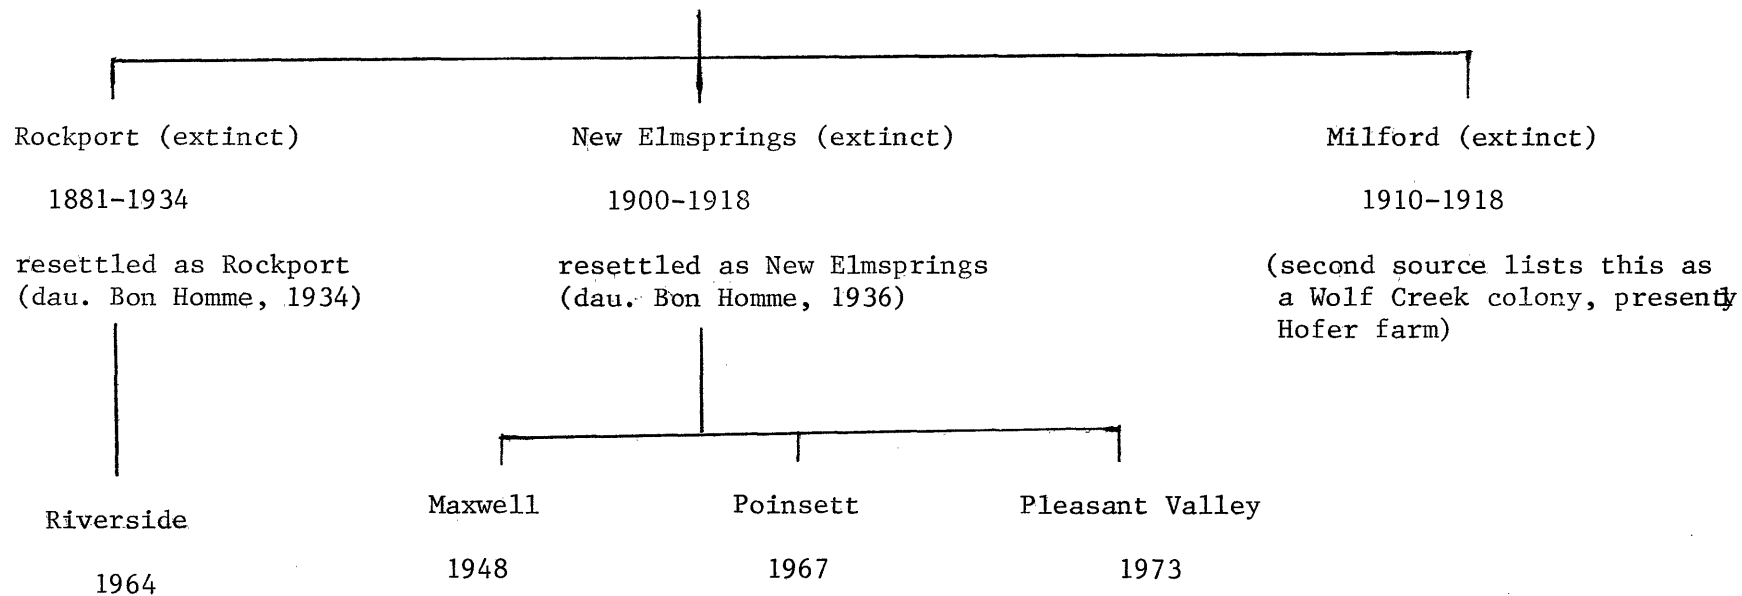 Rockport (extinct)
1881-1934
resettled as Rockport
(dau. Bon Homme, 1934)
New Elmsprings (extinct)
1900-1918
resettled as New Elmsprings
(dau. Bon Homme, 1936)
Milford (extinct)
1910-1918
(second source lists this as
a Wolf Creek colony, presently
Hofer farm)
Riverside
1964
Maxwell
1948
Poinsett
1967
Pleasant Valley
1973